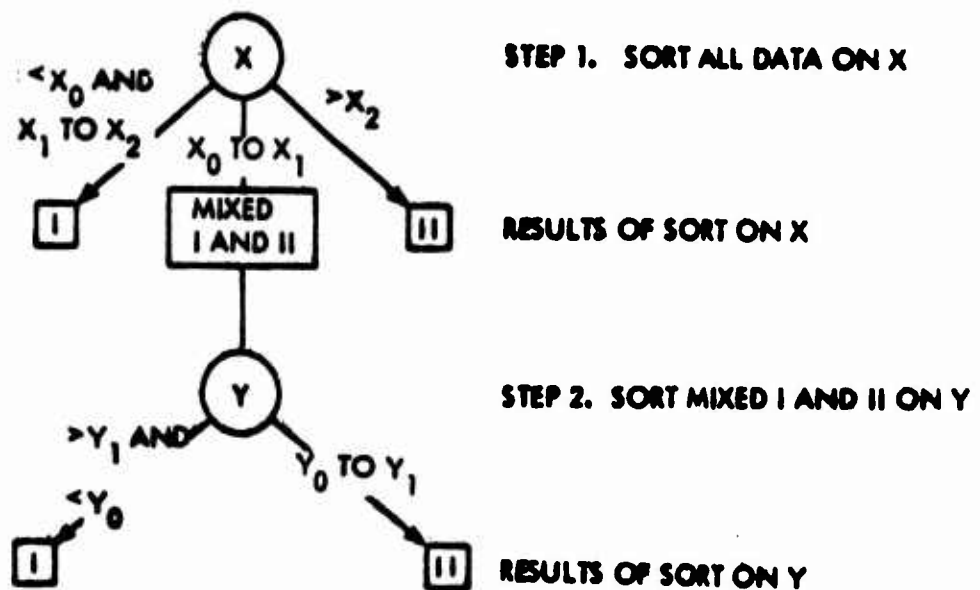 X
STEP 1. SORT ALL DATA ON X
<X₀ AND
X₁ TO X₂
X₀ TO X₁
>X₂
I
MIXED
I AND II
II
RESULTS OF SORT ON X
Y
STEP 2. SORT MIXED I AND II ON Y
>Y₁ AND
<Y₀
Y₀ TO Y₁
I
II
RESULTS OF SORT ON Y